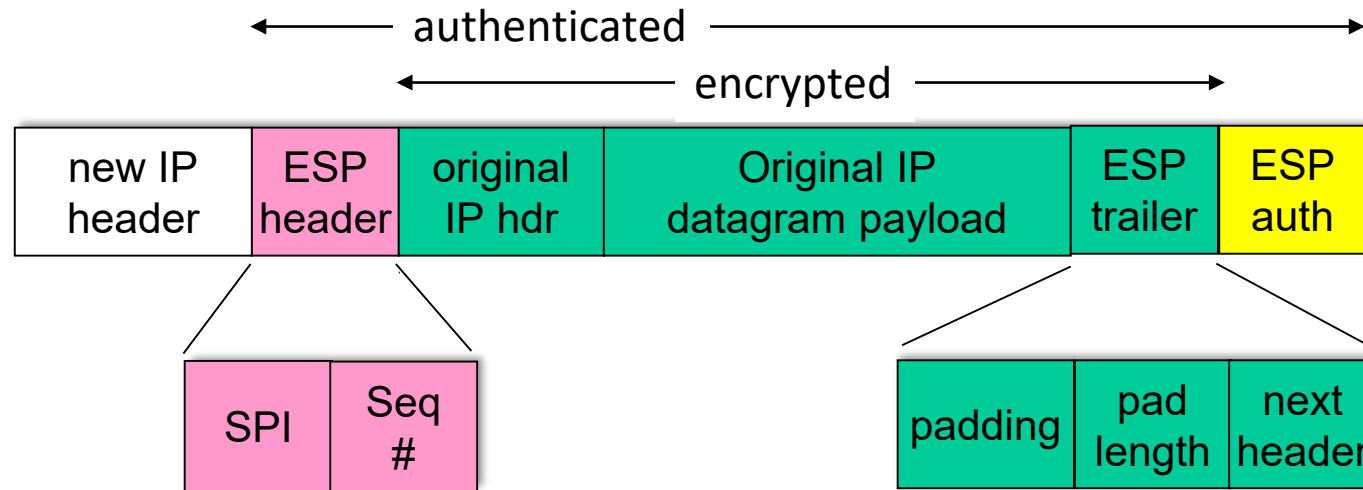 authenticated
encrypted
new IP
header
ESP
header
original
IP hdr
Original IP
datagram payload
ESP
trailer
ESP
auth
SPI
Seq
#
padding
pad
length
next
header